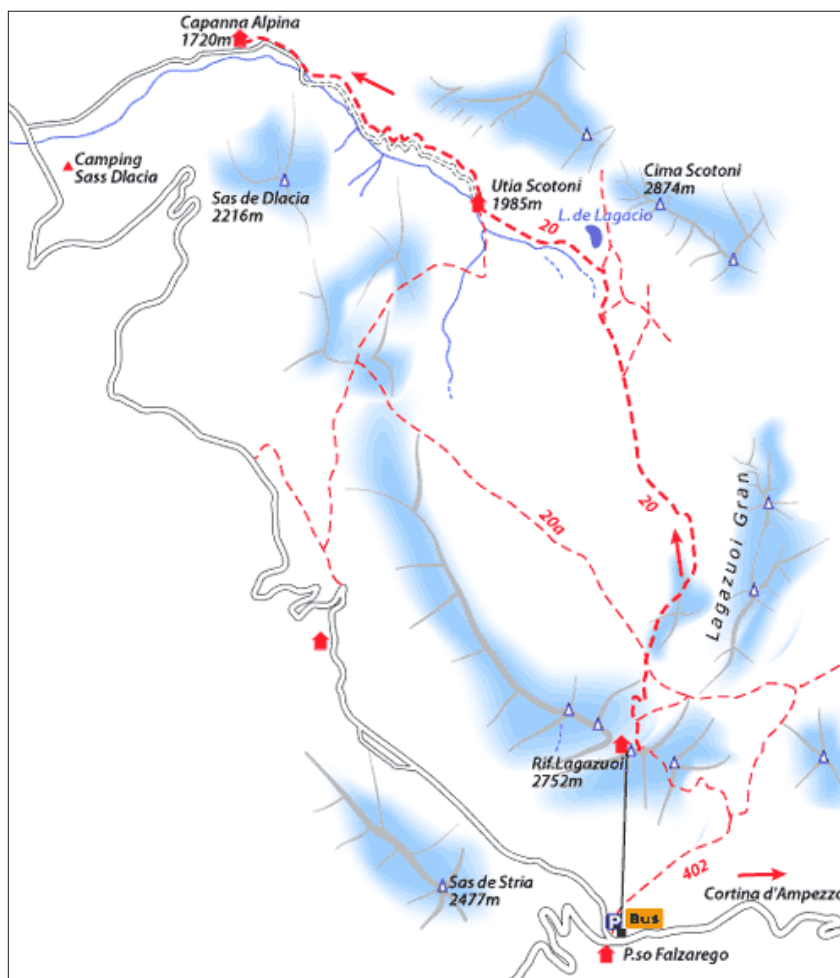 Capanna Alpina
1720m
Camping
Sass Dlacia
Sas de Dlacia
2216m
Utia Scotoni
1985m
Cima Scotoni
2874m
L. de Lagacio
20
20
20a
Lagazuoi Gran
Rif.Lagazuoi
2752m
402
Cortina d'Ampezzo
Sas de Stria
2477m
P
Bus
P.so Falzarego